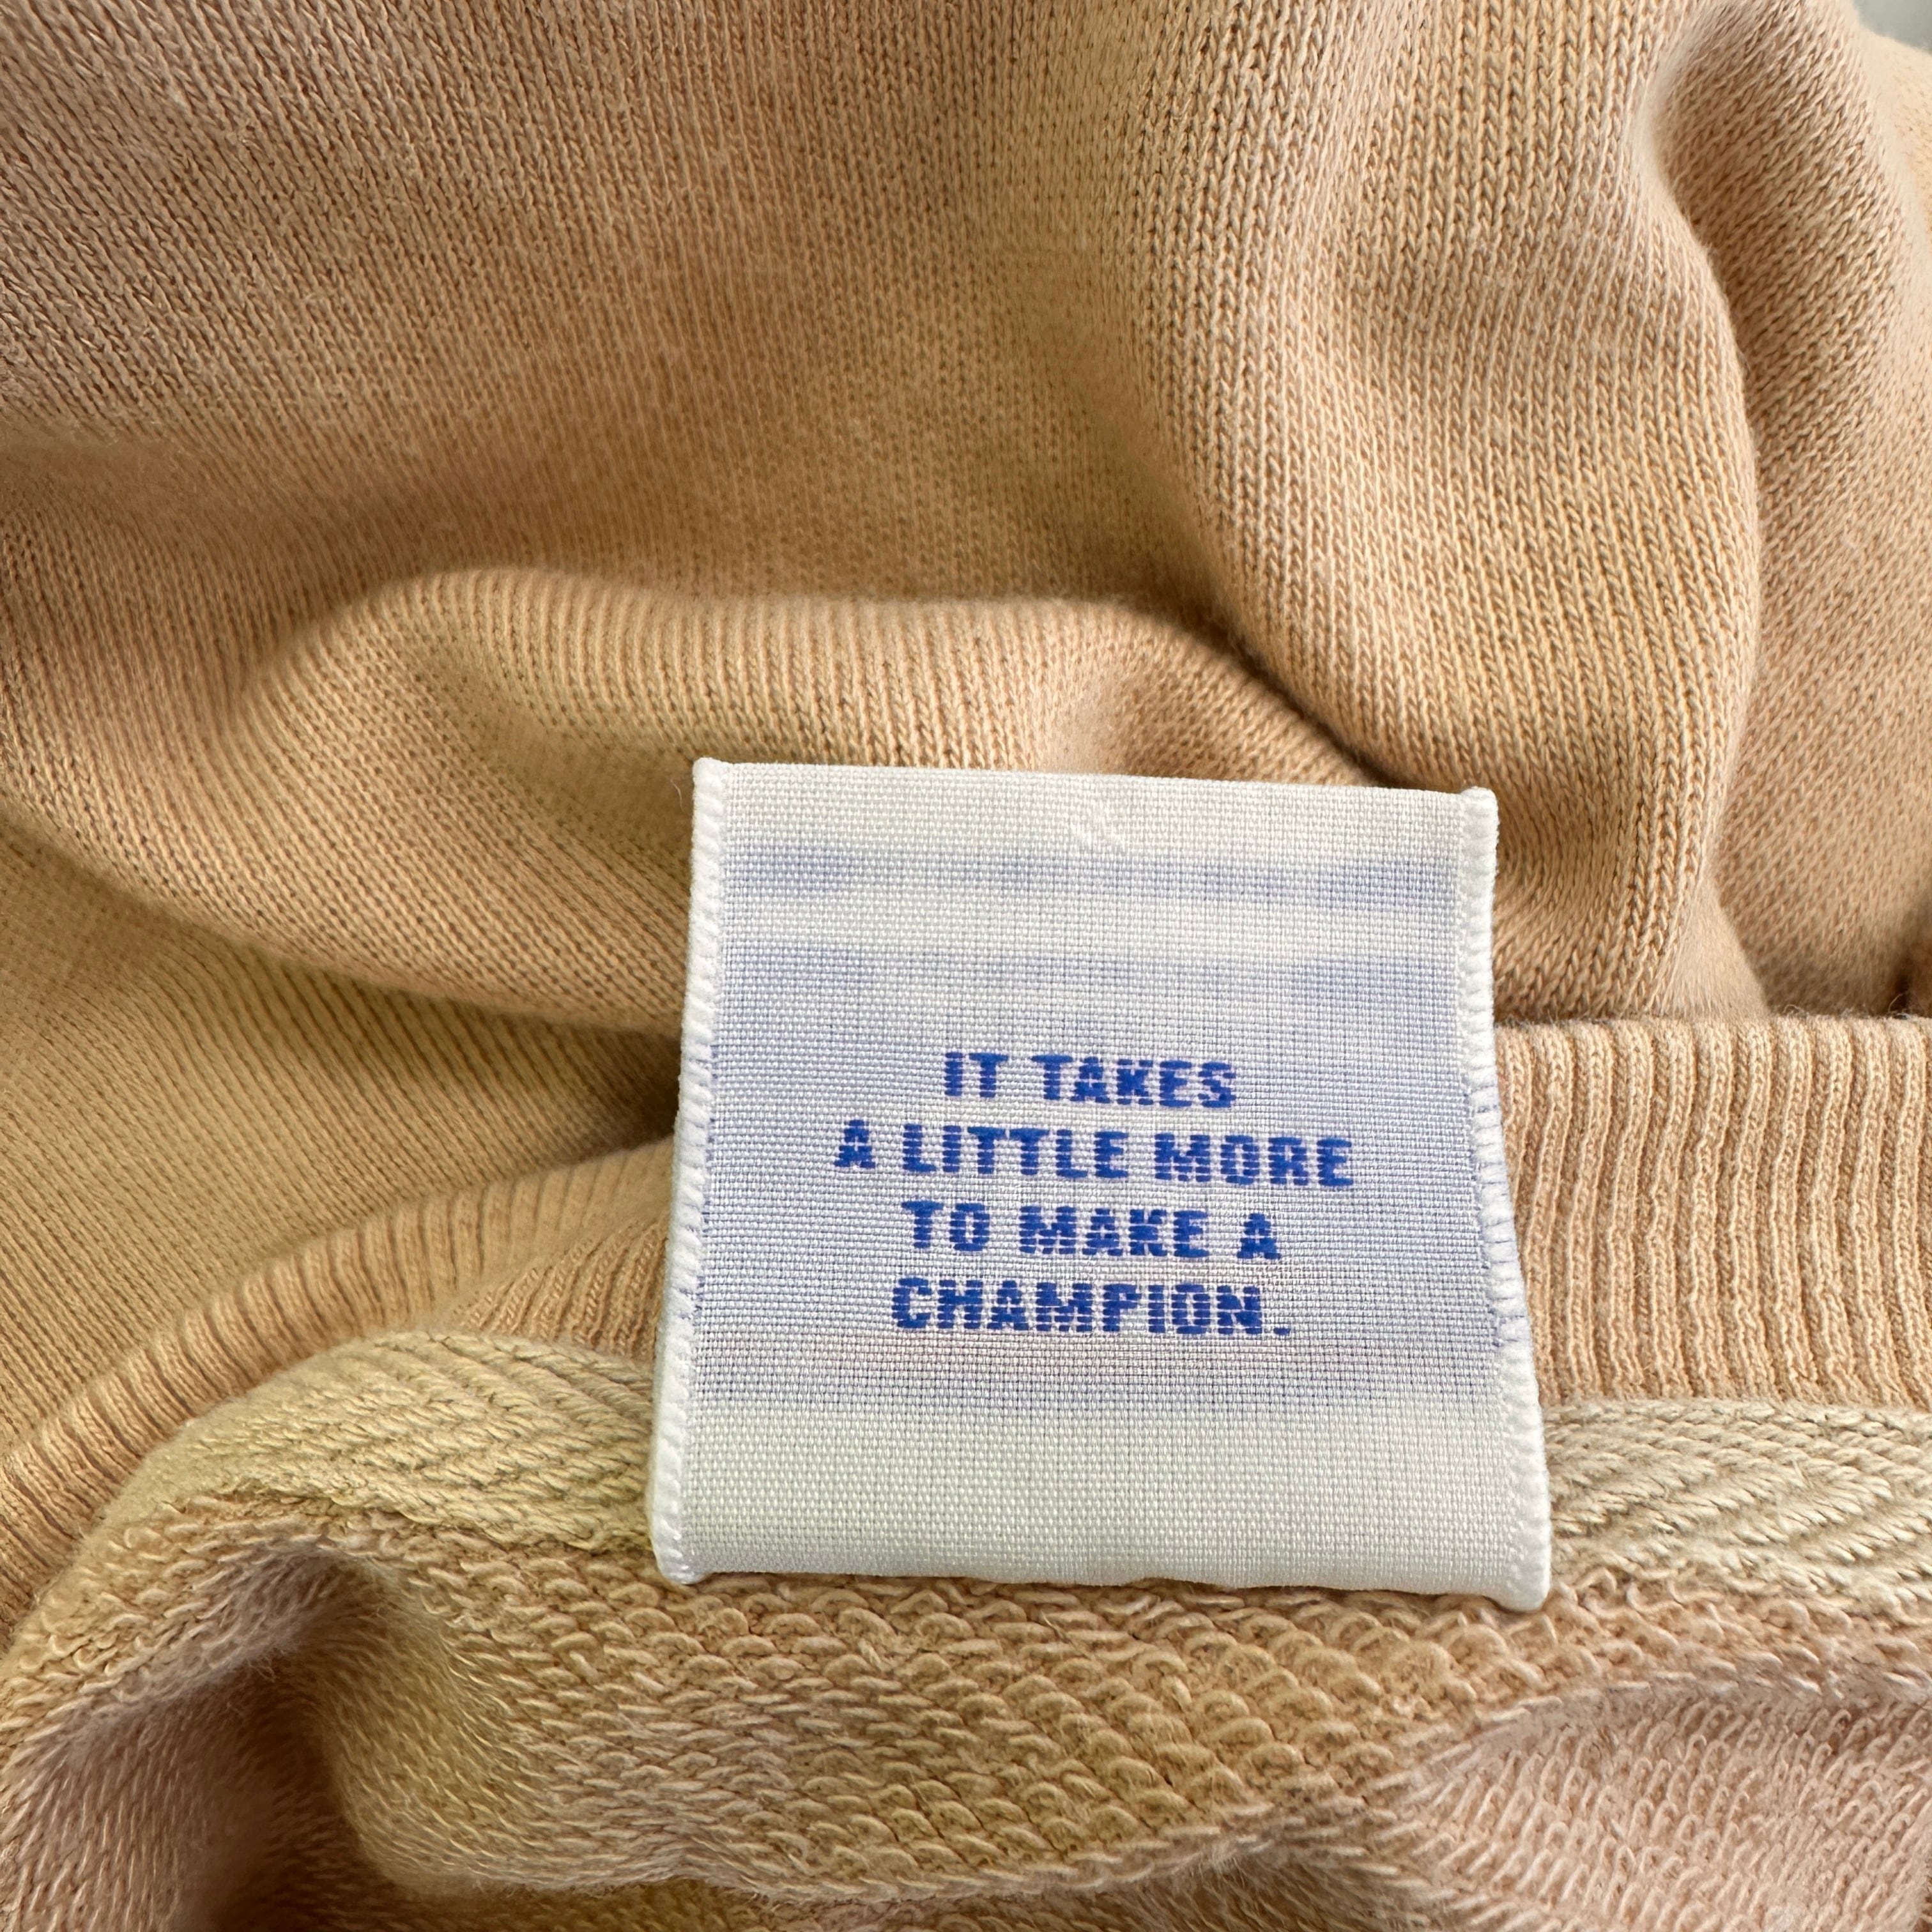 IT TAKES
A LITTLE MORE
TO MAKE A
CHAMPION.